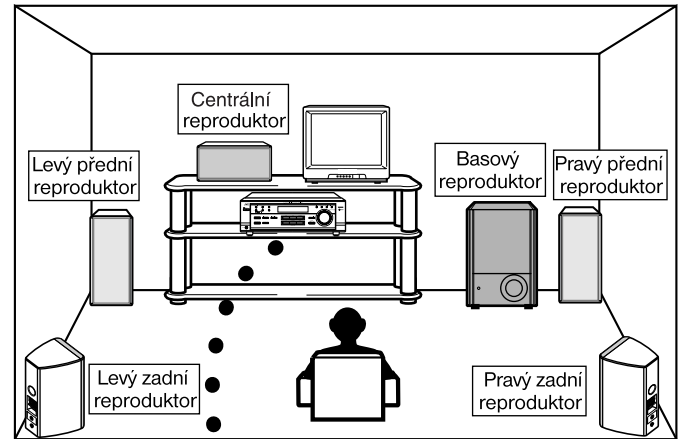 Centrální
reproduktor
Levý přední
reproduktor
Basový
reproduktor
Pravý přední
reproduktor
Levý zadní
reproduktor
Pravý zadní
reproduktor